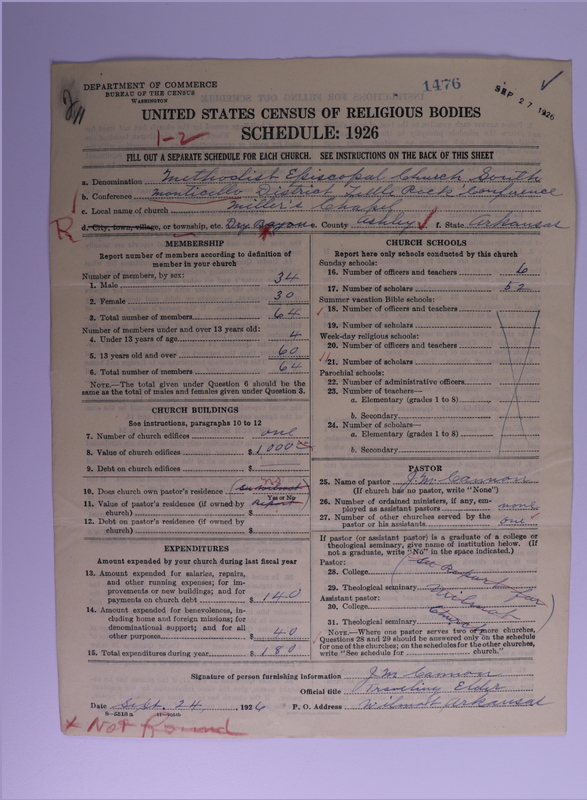 1476
SEP 27 1926
DEPARTMENT OF COMMERCE
BUREAU OF THE CENSUS
WASHINGTON
UNITED STATES CENSUS OF RELIGIOUS BODIES
SCHEDULE: 1926
1-2
FILL OUT A SEPARATE SCHEDULE FOR EACH CHURCH. SEE INSTRUCTIONS ON THE BACK OF THIS SHEET
a. Denomination Methodist Episcopal Church South
b. Conference Monticello District Little Rock Conference
c. Local name of church Miller's Chapel
d. City, town, village, or township, etc. Dry Bayou e. County Ashley f. State Arkansas
MEMBERSHIP
Report number of members according to definition of member in your church
Number of members, by sex:
1. Male 34
2. Female 30
3. Total number of members 64
Number of members under and over 13 years old:
4. Under 13 years of age 4
5. 13 years old and over 60
6. Total number of members 64
NOTE.—The total given under Question 6 should be the same as the total of males and females given under Question 3.
CHURCH BUILDINGS
See instructions, paragraphs 10 to 12
7. Number of church edifices one
8. Value of church edifices $ 1,000
9. Debt on church edifices $
10. Does church own pastor's residence See Wilmot
Yes or No
11. Value of pastor's residence (if owned by church) $ Report
12. Debt on pastor's residence (if owned by church) $
EXPENDITURES
Amount expended by your church during last fiscal year
13. Amount expended for salaries, repairs, and other running expenses; for improvements or new building; and for payments on church debt $ 140
14. Amount expended for benevolences, including home and foreign missions; for denominational support; and for all other purposes 40
15. Total expenditures during year $ 180
CHURCH SCHOOLS
Report here only schools conducted by this church
Sunday schools:
16. Number of officers and teachers 6
17. Number of scholars 52
Summer vacation Bible schools:
18. Number of officers and teachers
19. Number of scholars
Week-day religious schools:
20. Number of officers and teachers
21. Number of scholars
Parochial schools:
22. Number of administrative officers
23. Number of teachers—
a. Elementary (grades 1 to 8)
b. Secondary
24. Number of scholars—
a. Elementary (grades 1 to 8)
b. Secondary
PASTOR
25. Name of pastor J. M. Cannon
(If church has no pastor, write "None")
26. Number of ordained ministers, if any, employed as assistant pastors none
27. Number of other churches served by the pastor or his assistants one
If pastor (or assistant pastor) is a graduate of a college or theological seminary, give name of institution below. (If not a graduate, write "No" in the space indicated.)
Pastor:
28. College See Report for
29. Theological seminary Wilmot
Assistant pastor:
30. College Church
31. Theological seminary
NOTE.—Where one pastor serves two or more churches, Questions 28 and 29 should be answered only on the schedule for one of the churches; on the schedules for the other churches, write "See schedule for church."
Signature of person furnishing information J. M. Cannon
Official title Traveling Elder
Date Sept. 24, 1926 P. O. Address Wilmot Arkansas
8-5518 a
x Not Found